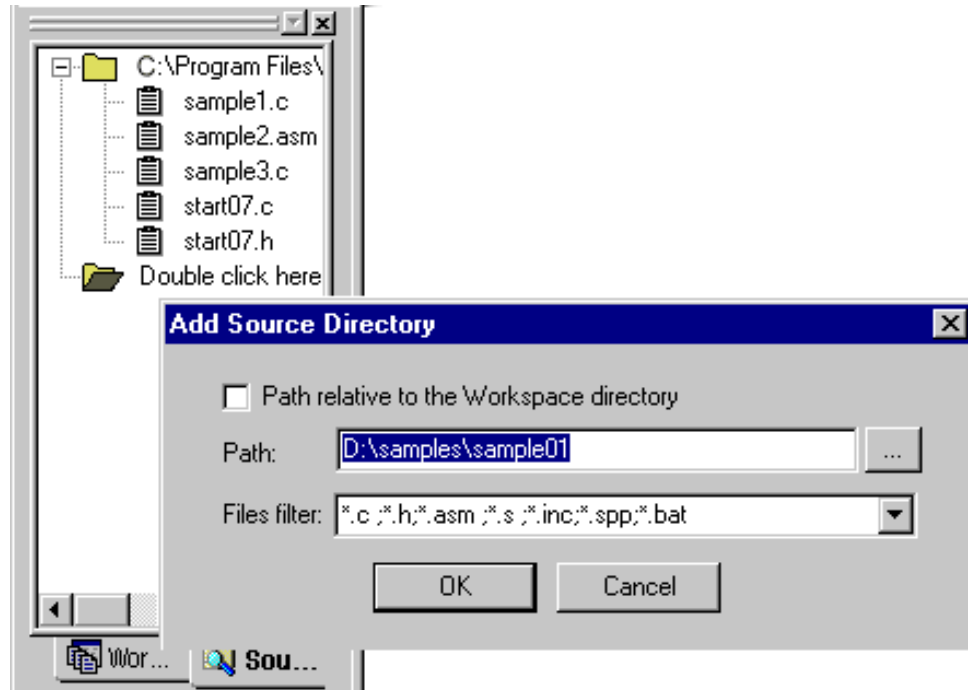 C:\Program Files\
sample1.c
sample2.asm
sample3.c
start07.c
start07.h
Double click here
Add Source Directory
Path relative to the Workspace directory
Path: D:\samples\sample01 ...
Files filter: *.c ;*.h;*.asm ;*.s ;*.inc;*.spp;*.bat
OK Cancel
Wor... Sou...